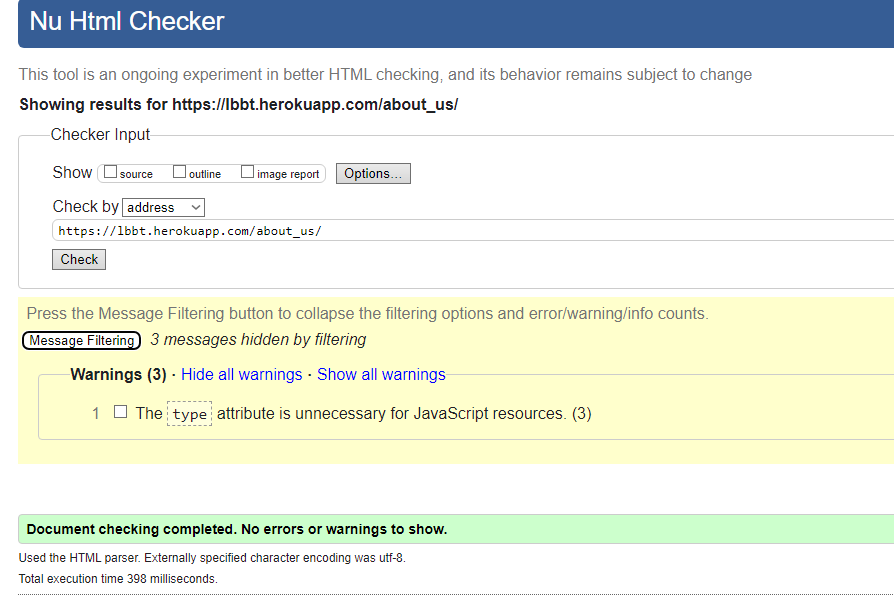 Nu Html Checker
This tool is an ongoing experiment in better HTML checking, and its behavior remains subject to change
Showing results for https://lbbt.herokuapp.com/about_us/
Checker Input
Show source outline image report Options...
Check by address
https://lbbt.herokuapp.com/about_us/
Check
Press the Message Filtering button to collapse the filtering options and error/warning/info counts.
Message Filtering 3 messages hidden by filtering
Warnings (3) · Hide all warnings · Show all warnings
1 The type attribute is unnecessary for JavaScript resources. (3)
Document checking completed. No errors or warnings to show.
Used the HTML parser. Externally specified character encoding was utf-8.
Total execution time 398 milliseconds.